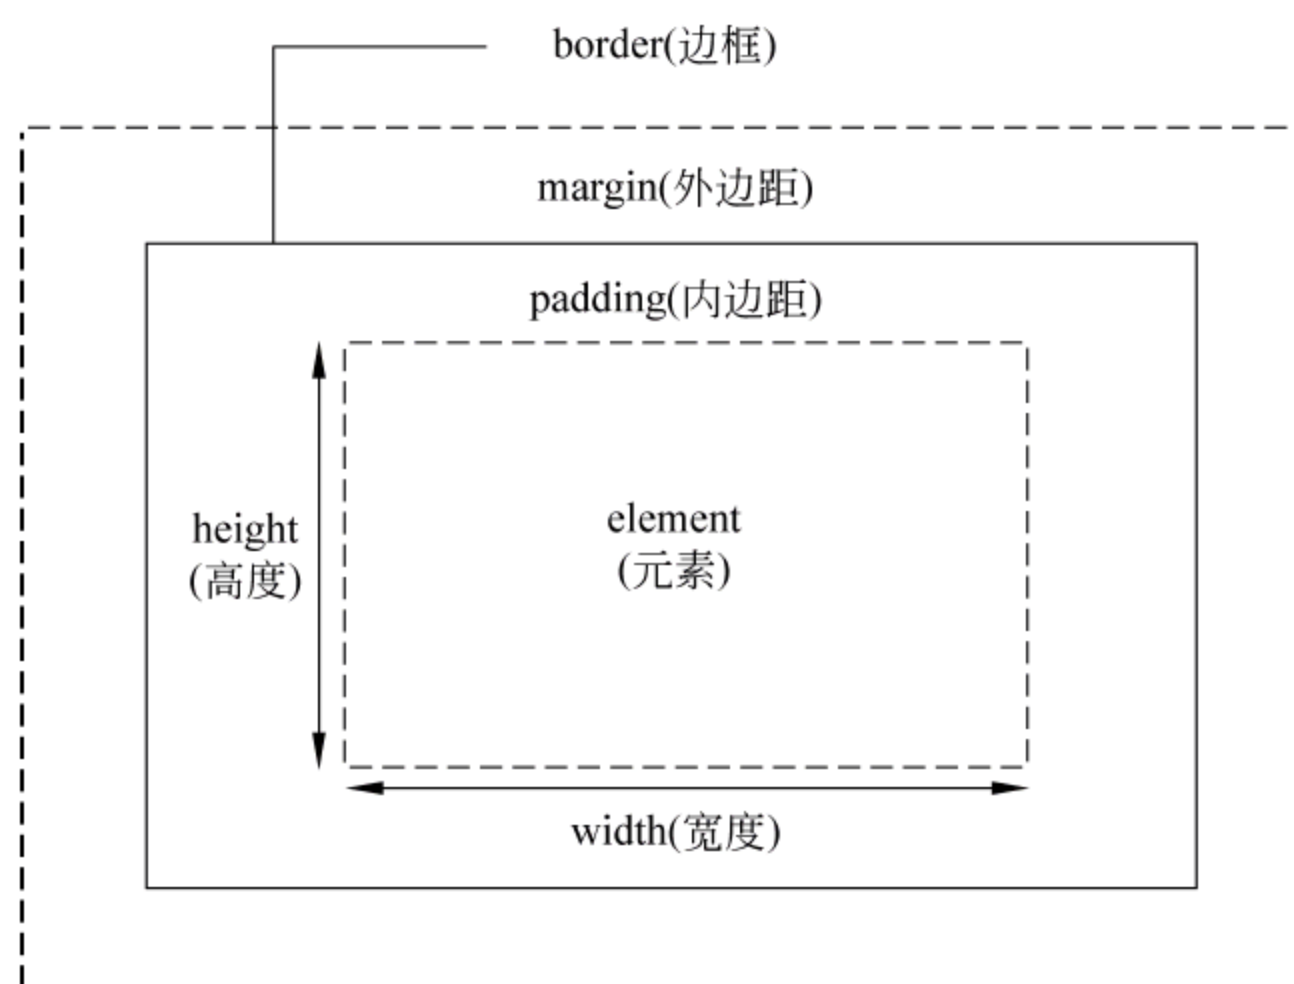 border(边框)
margin(外边距)
padding(内边距)
height
(高度)
element
(元素)
width(宽度)